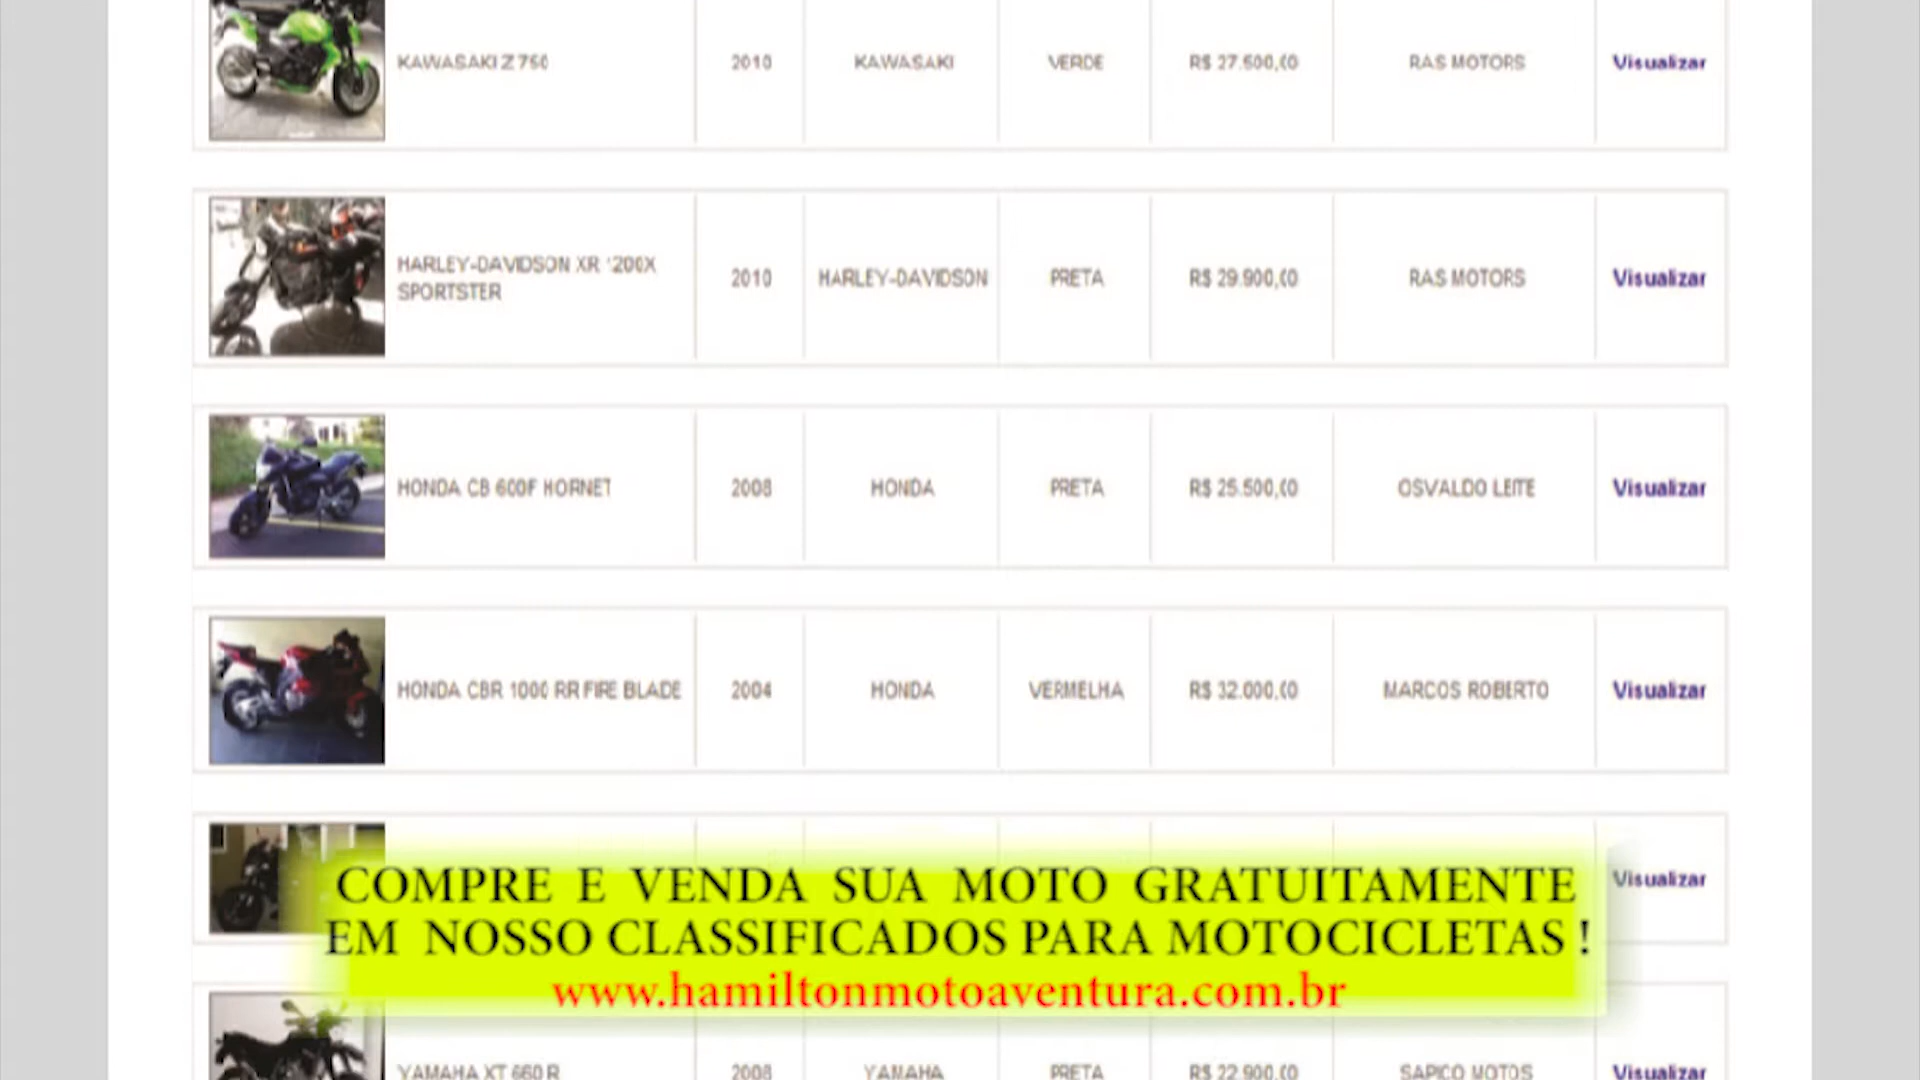 KAWASAKI Z 750 2010 KAWASAKI VERDE R$ 27.500,00 RAS MOTORS Visualizar
HARLEY-DAVIDSON XR 1200X
SPORTSTER
2010 HARLEY-DAVIDSON PRETA R$ 29.900,00 RAS MOTORS Visualizar
HONDA CB 600F HORNET 2008 HONDA PRETA R$ 25.500,00 OSVALDO LEITE Visualizar
HONDA CBR 1000 RR FIRE BLADE 2004 HONDA VERMELHA R$ 32.000,00 MARCOS ROBERTO Visualizar
Visualizar
COMPRE E VENDA SUA MOTO GRATUITAMENTE
EM NOSSO CLASSIFICADOS PARA MOTOCICLETAS !
www.hamiltonmotoaventura.com.br
YAMAHA XT 660 R 2008 YAMAHA PRETA R$ 22.900,00 SAPICO MOTOS Visualizar